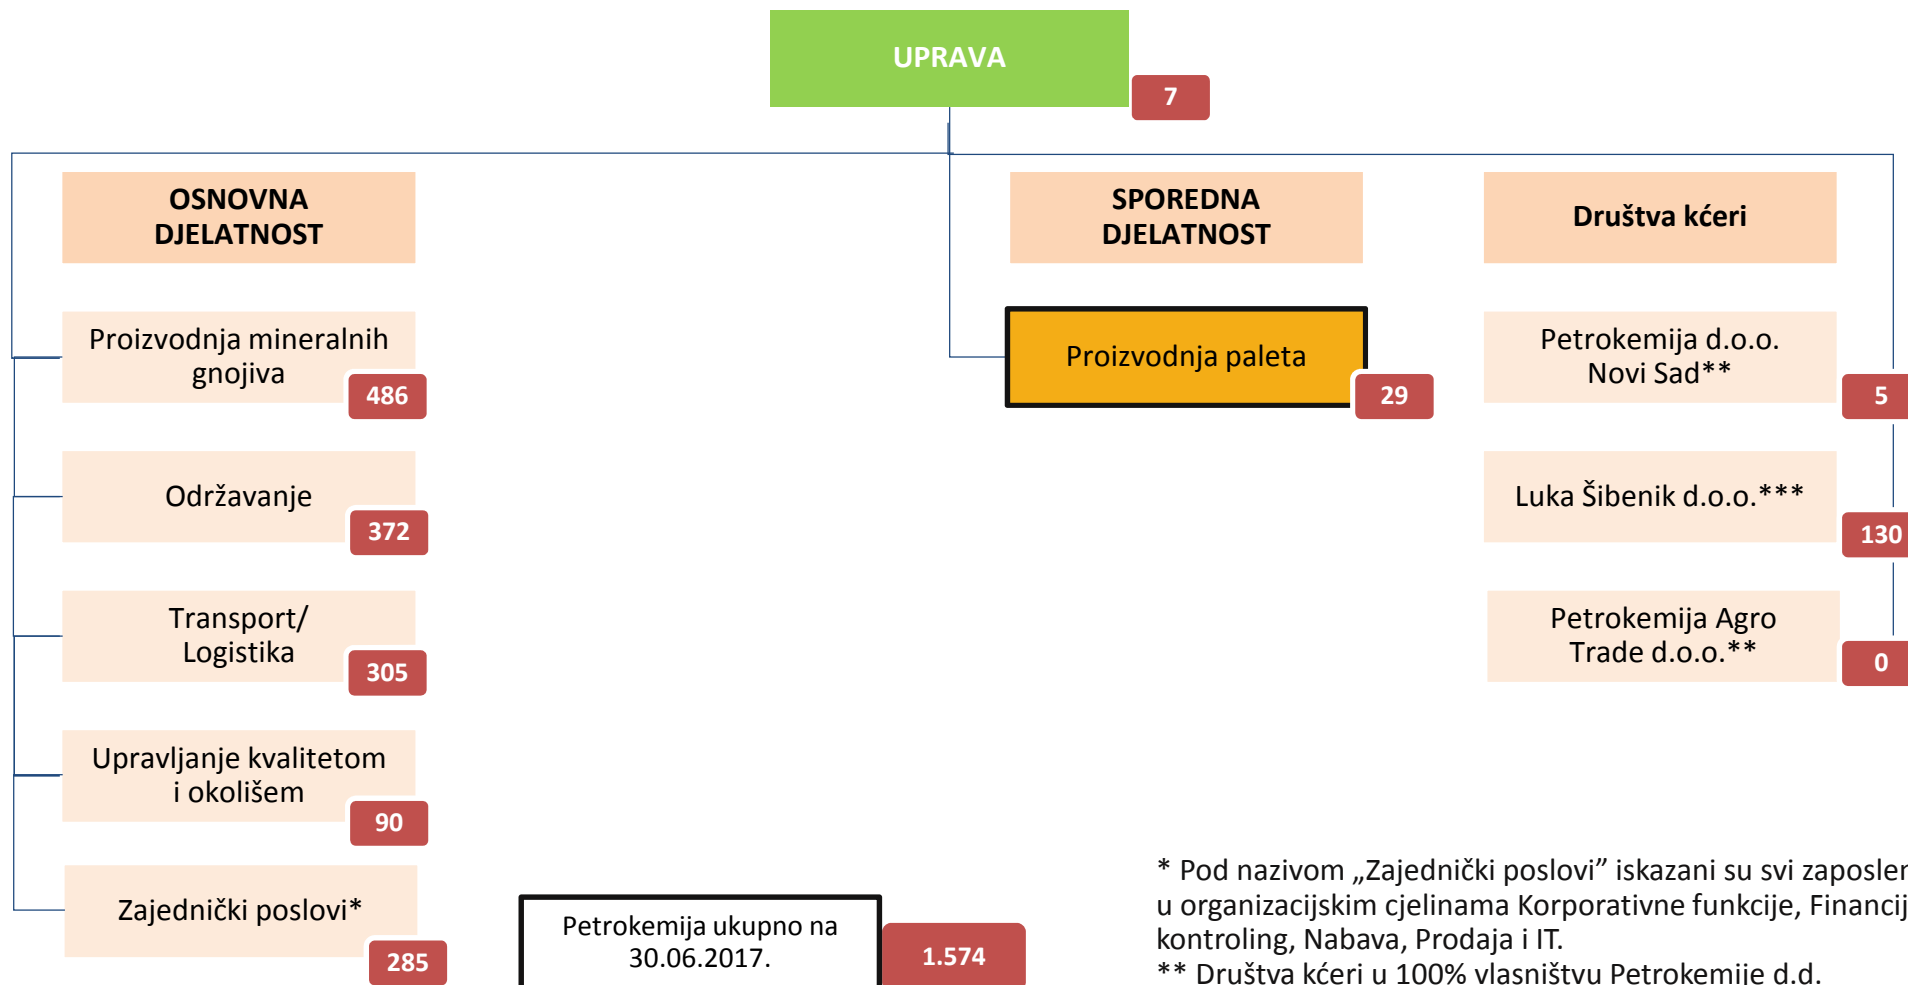 UPRAVA
7
OSNOVNA
DJELATNOST
SPOREDNA
DJELATNOST
Društva kćeri
Proizvodnja mineralnih
gnojiva
486
Proizvodnja paleta
29
Petrokemija d.o.o.
Novi Sad**
5
Održavanje
372
Luka Šibenik d.o.o.***
130
Transport/
Logistika
305
Petrokemija Agro
Trade d.o.o.**
0
Upravljanje kvalitetom
i okolišem
90
Zajednički poslovi*
285
Petrokemija ukupno na
30.06.2017.
1.574
* Pod nazivom „Zajednički poslovi” iskazani su svi
u organizacijskim cjelinama Korporativne funkcije,
kontroling, Nabava, Prodaja i IT.
** Društva kćeri u 100% vlasništvu Petrokemije d.d.